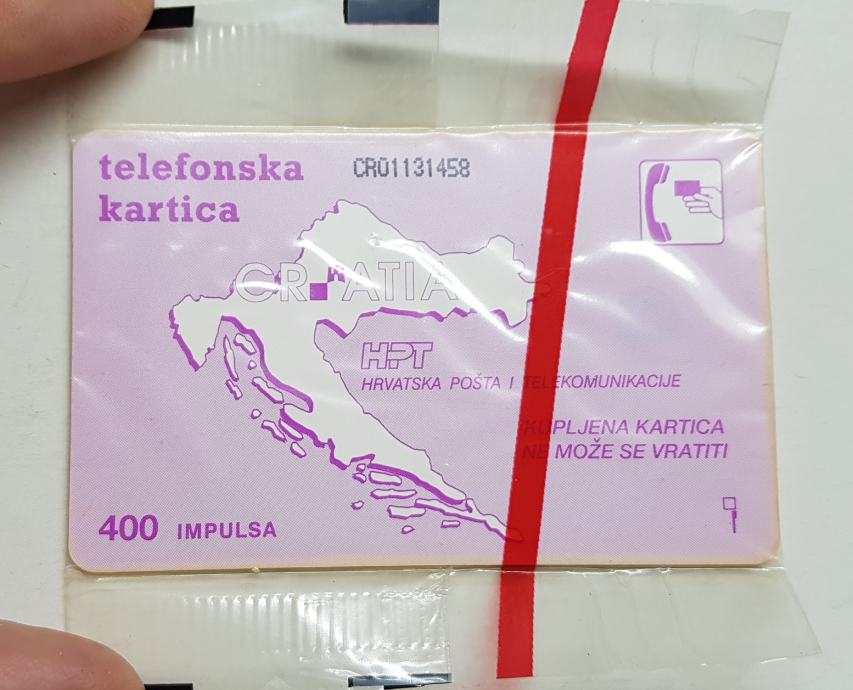 telefonska
kartica
CR01131458
CROATIA
HPT
HRVATSKA POŠTA I TELEKOMUNIKACIJE
KUPLJENA KARTICA
NE MOŽE SE VRATITI
400 IMPULSA